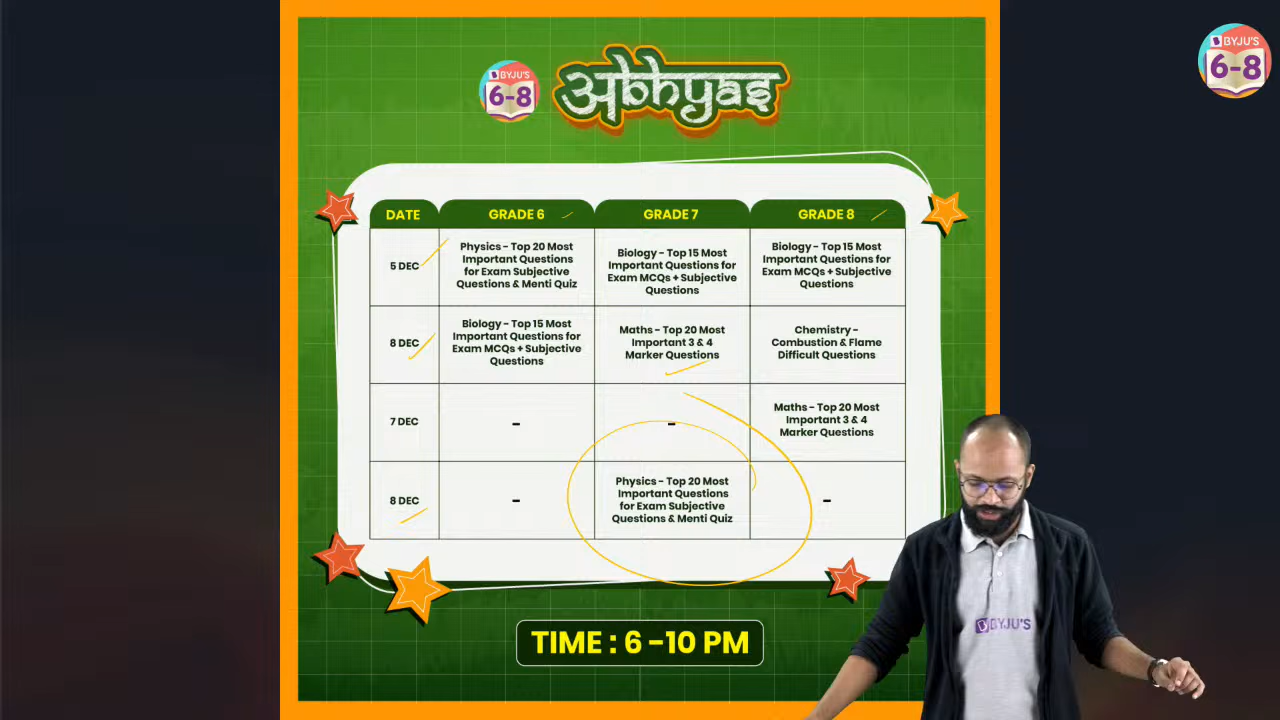 BYJU'S
6-8
BYJU'S
6-8
अbhyas
DATE
GRADE 6
GRADE 7
GRADE 8
5 DEC
Physics - Top 20 Most
Important Questions
for Exam Subjective
Questions & Menti Quiz
Biology - Top 15 Most
Important Questions for
Exam MCQs + Subjective
Questions
Biology - Top 15 Most
Important Questions for
Exam MCQs + Subjective
Questions
8 DEC
Biology - Top 15 Most
Important Questions for
Exam MCQs + Subjective
Questions
Maths - Top 20 Most
Important 3 & 4
Marker Questions
Chemistry -
Combustion & Flame
Difficult Questions
7 DEC
-
-
Maths - Top 20 Most
Important 3 & 4
Marker Questions
8 DEC
-
Physics - Top 20 Most
Important Questions
for Exam Subjective
Questions & Menti Quiz
-
TIME : 6 -10 PM
BYJU'S